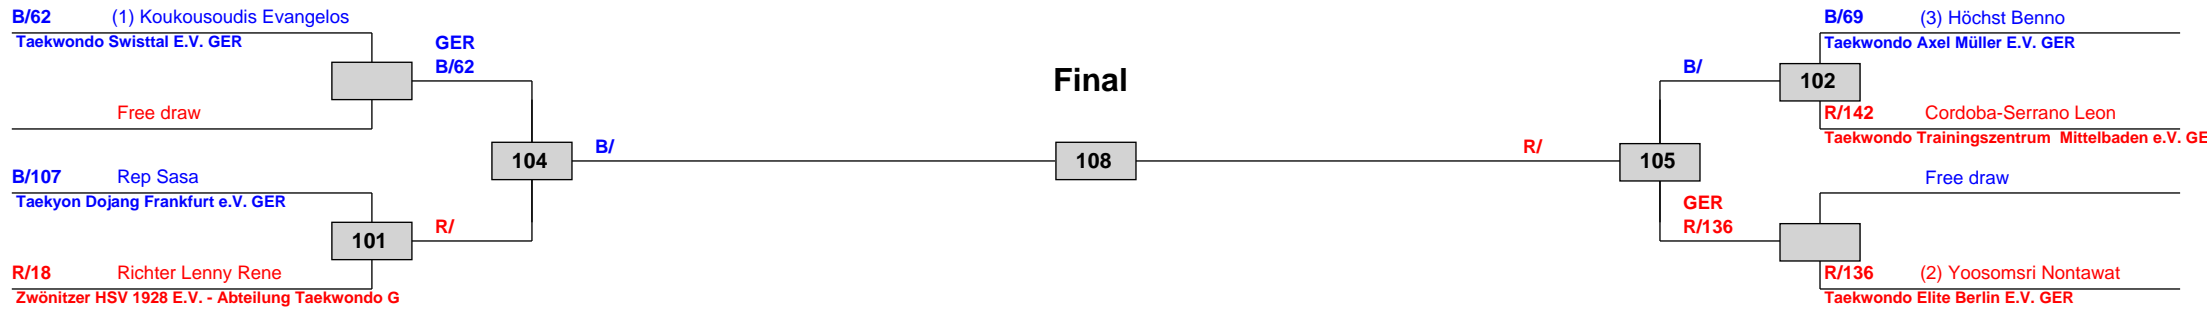 B/62 (1) Koukousoudis Evangelos
Taekwondo Swisttal E.V. GER
GER
B/62
Free draw
B/107 Rep Sasa
Taekyon Dojang Frankfurt e.V. GER
101
R/
R/18 Richter Lenny Rene
Zwönitzer HSV 1928 E.V. - Abteilung Taekwondo G
104
B/
Final
108
R/
105
B/
GER
R/136
B/69 (3) Höchst Benno
Taekwondo Axel Müller E.V. GER
102
R/142 Cordoba-Serrano Leon
Taekwondo Trainingszentrum Mittelbaden e.V. GE
Free draw
R/136 (2) Yoosomsri Nontawat
Taekwondo Elite Berlin E.V. GER